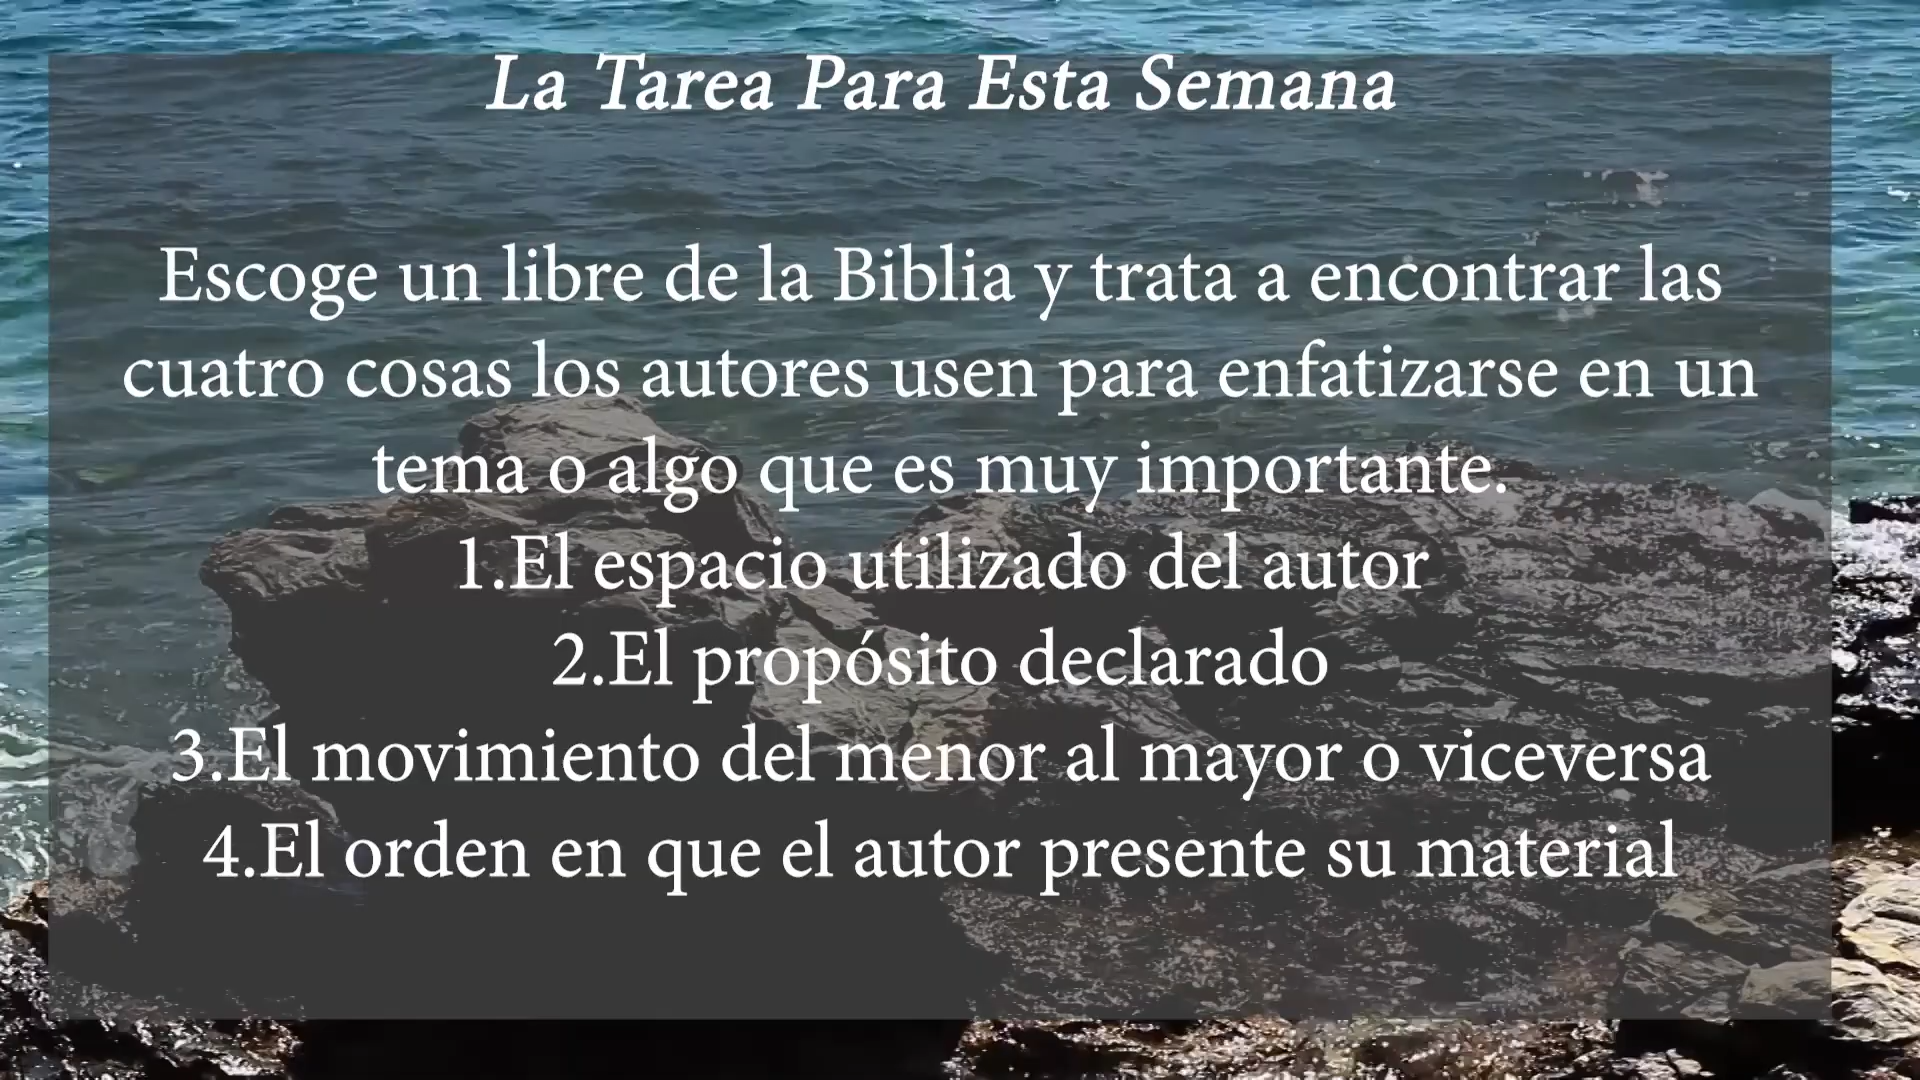 La Tarea Para Esta Semana
Escoge un libre de la Biblia y trata a encontrar las
cuatro cosas los autores usen para enfatizarse en un
tema o algo que es muy importante.
1.El espacio utilizado del autor
2.El propósito declarado
3.El movimiento del menor al mayor o viceversa
4.El orden en que el autor presente su material